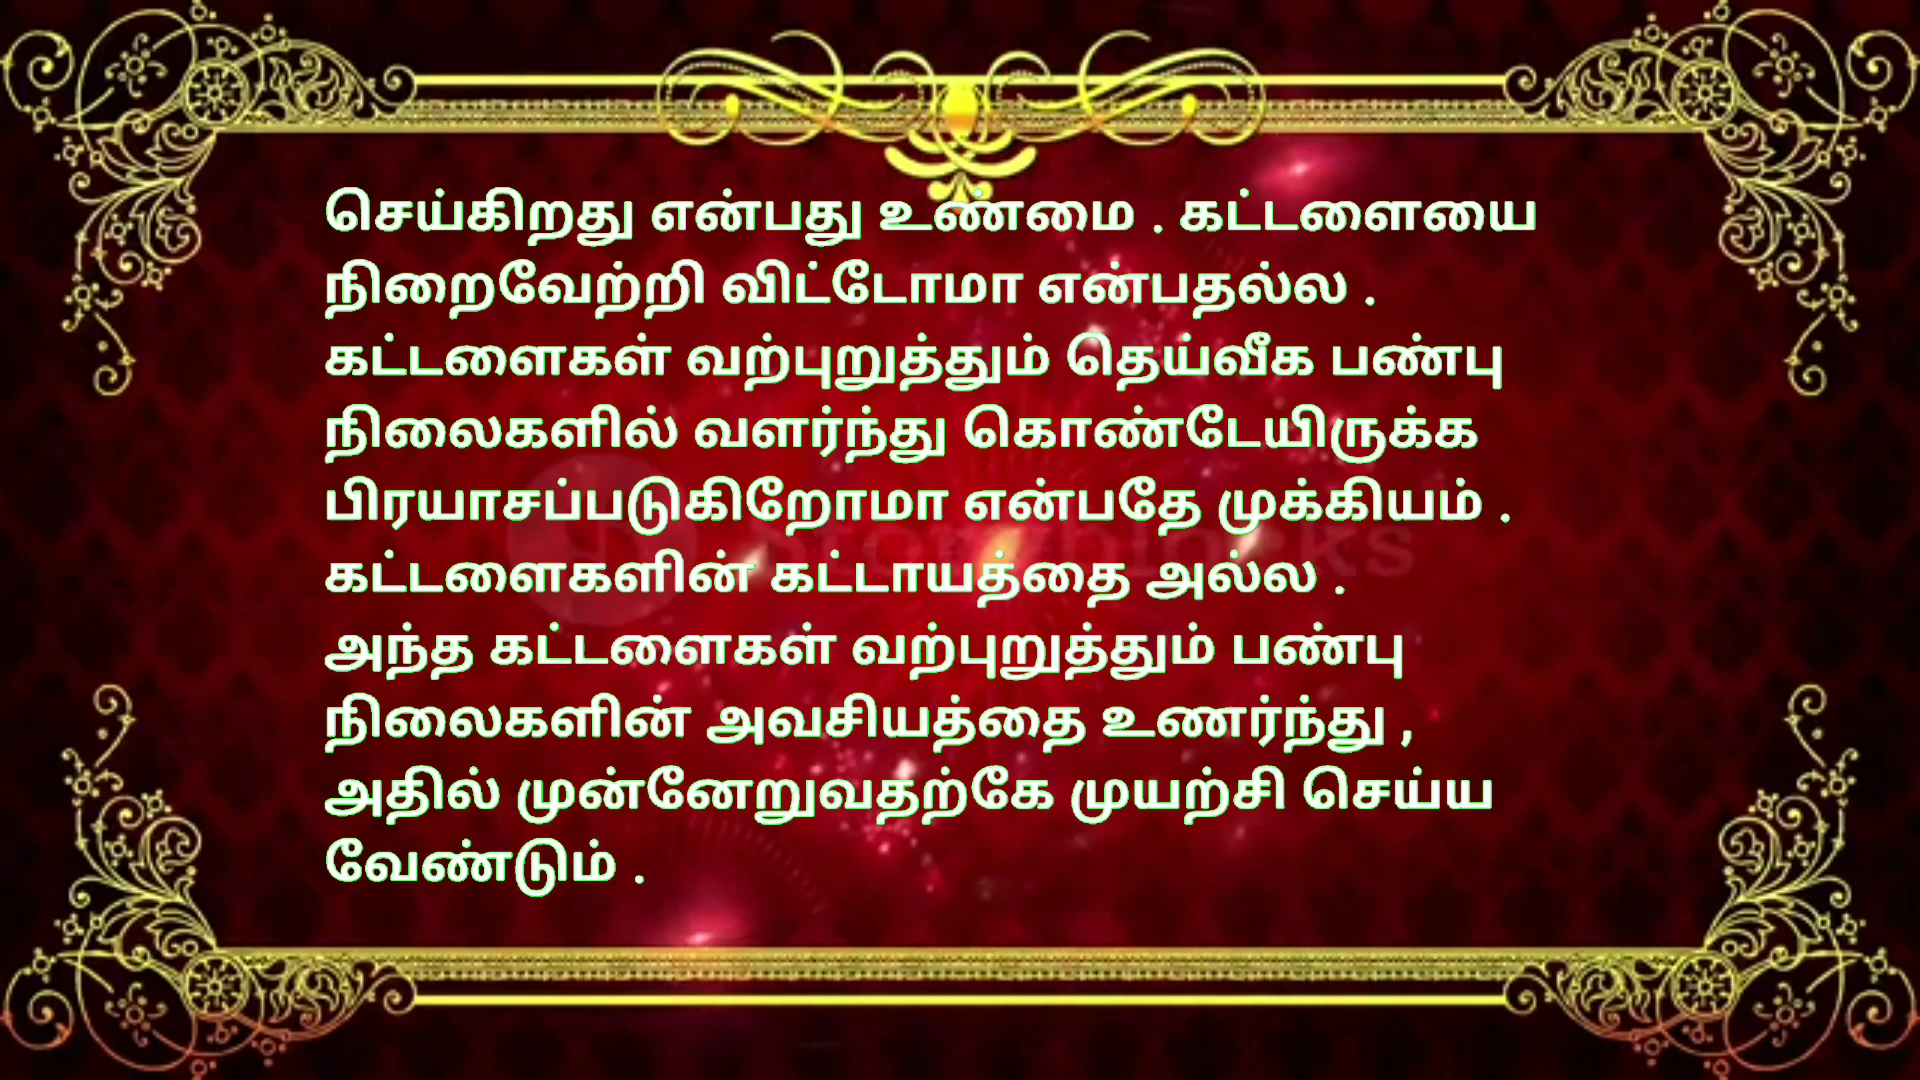 செய்கிறது என்பது உண்மை . கட்டளையை
நிறைவேற்றி விட்டோமா என்பதல்ல .
கட்டளைகள் வற்புறுத்தும் தெய்வீக பண்பு
நிலைகளில் வளர்ந்து கொண்டேயிருக்க
பிரயாசப்படுகிறோமா என்பதே முக்கியம் .
Storyblocks
கட்டளைகளின் கட்டாயத்தை அல்ல .
அந்த கட்டளைகள் வற்புறுத்தும் பண்பு
நிலைகளின் அவசியத்தை உணர்ந்து ,
அதில் முன்னேறுவதற்கே முயற்சி செய்ய
வேண்டும் .